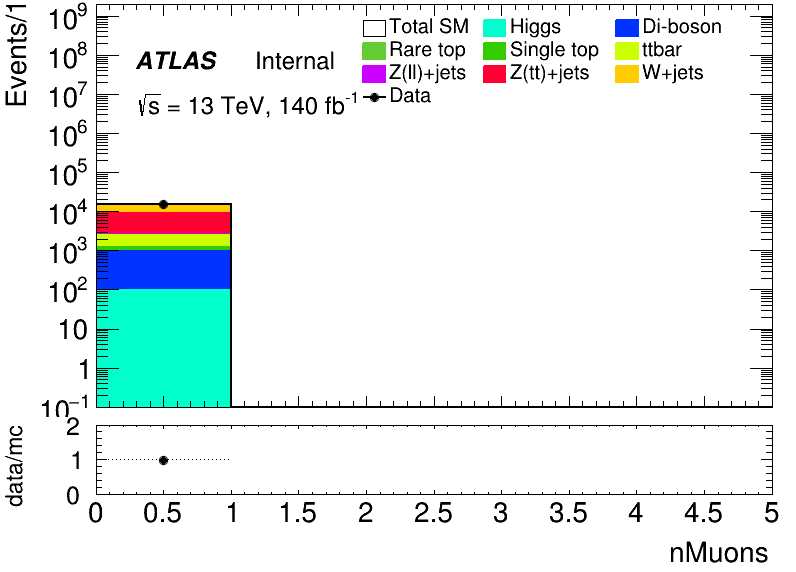 Events/1
10⁹
10⁸
10⁷
10⁶
10⁵
10⁴
10³
10²
10
1
10⁻¹
ATLAS Internal
√s = 13 TeV, 140 fb⁻¹
Total SM Higgs Di-boson
Rare top Single top ttbar
Z(ll)+jets Z(tt)+jets W+jets
Data
data/mc
2
1
0
0 0.5 1 1.5 2 2.5 3 3.5 4 4.5 5
nMuons